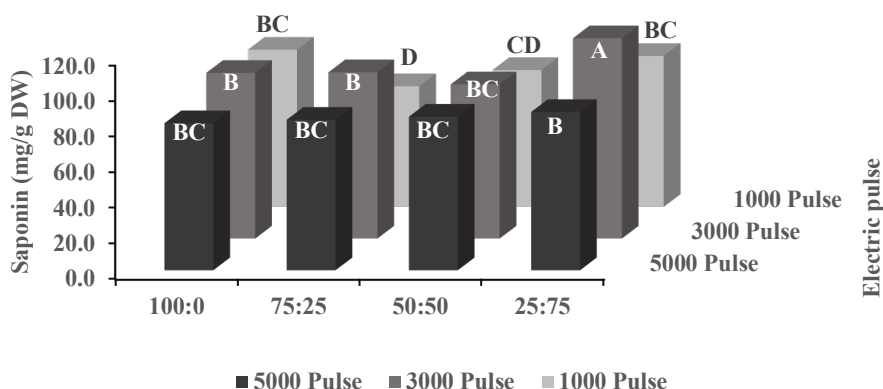 BC
D
CD
BC
B
B
BC
A
BC
BC
BC
B
120.0
100.0
80.0
60.0
40.0
20.0
0.0
Saponin (mg/g DW)
1000 Pulse
3000 Pulse
5000 Pulse
Electric pulse
100:0 75:25 50:50 25:75
5000 Pulse 3000 Pulse 1000 Pulse